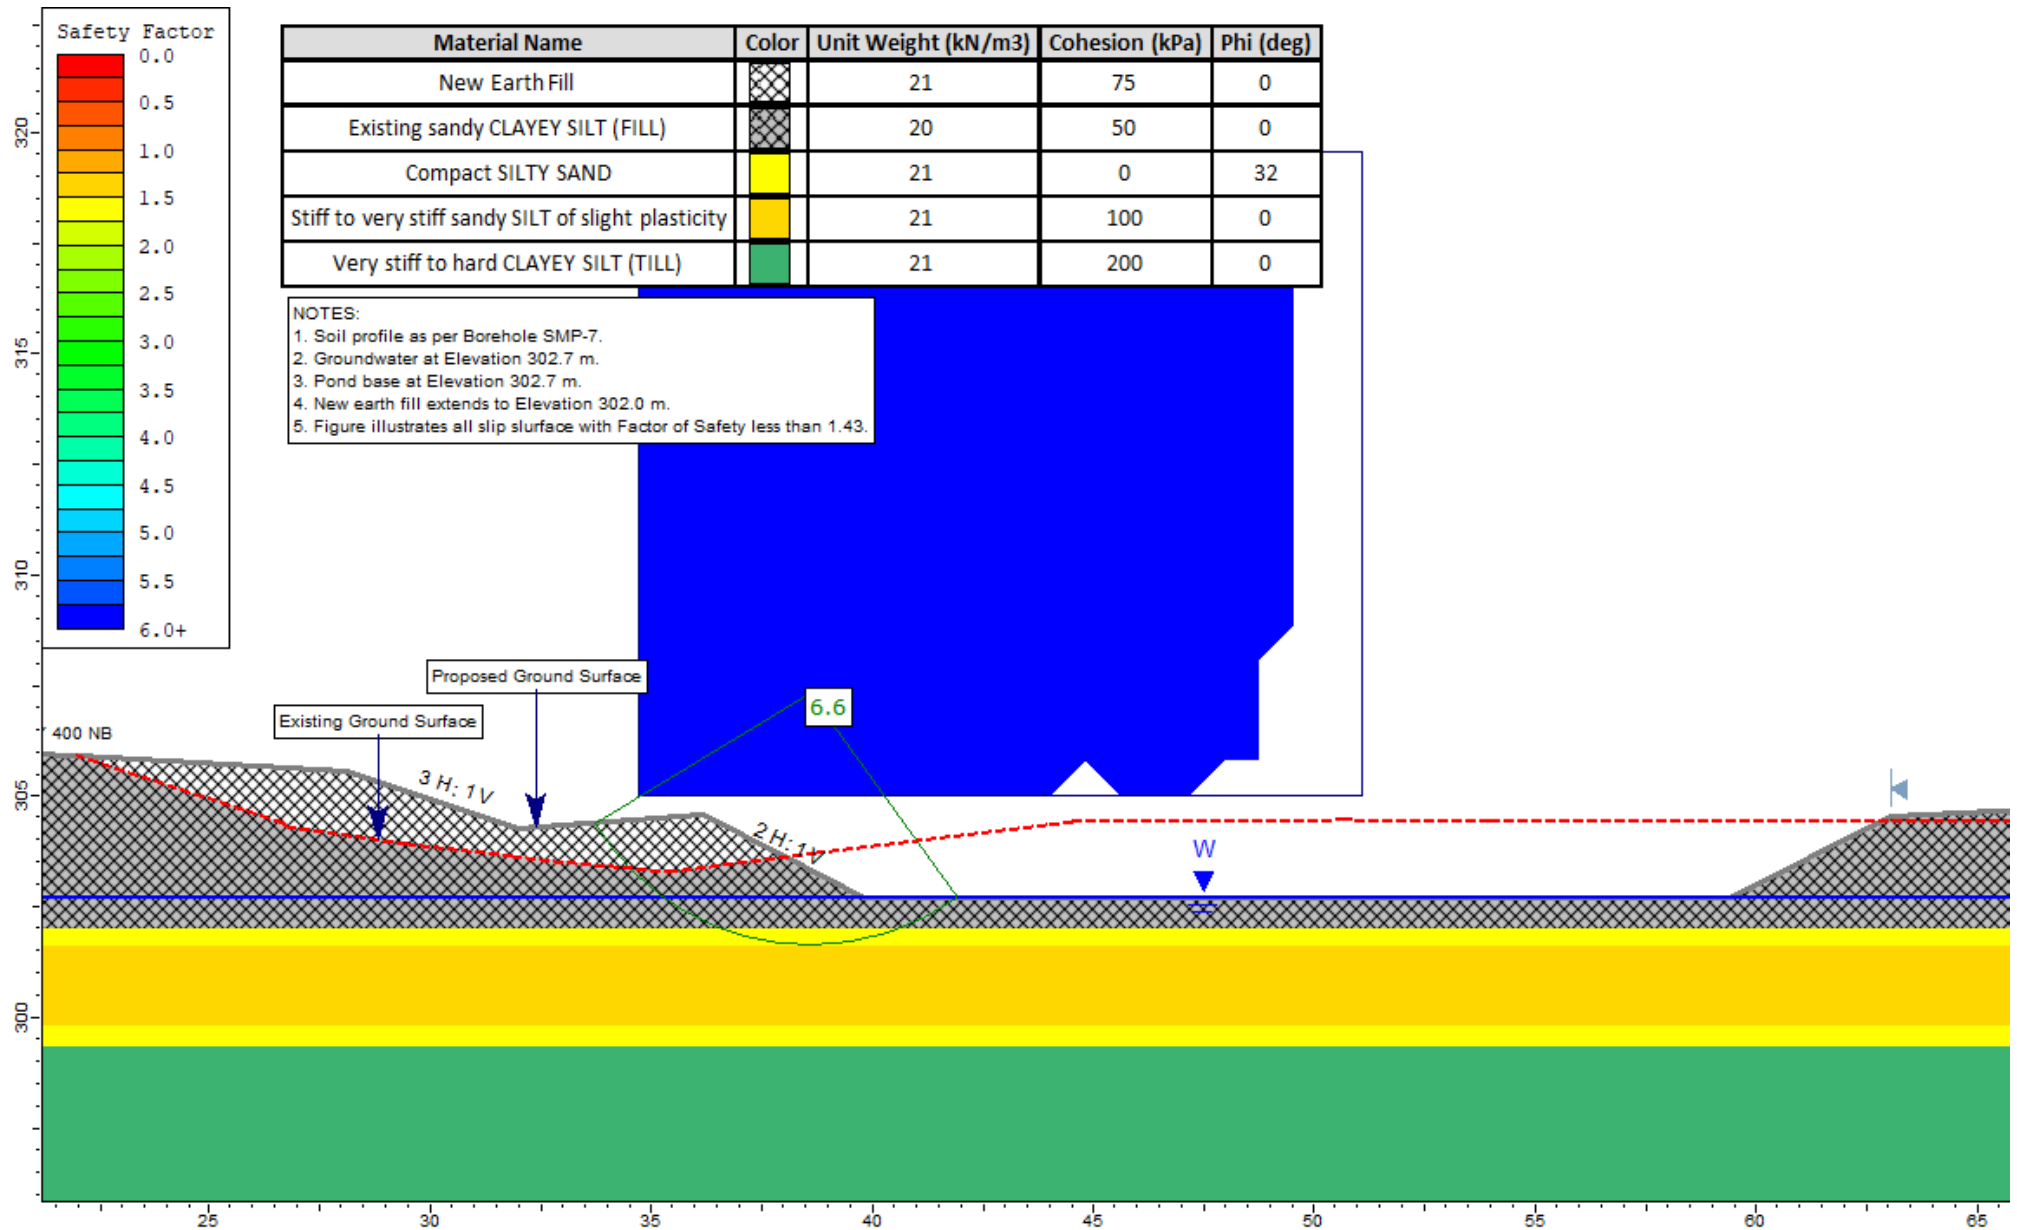 Safety Factor
0.0
0.5
1.0
1.5
2.0
2.5
3.0
3.5
4.0
4.5
5.0
5.5
6.0+
Material Name Color Unit Weight (kN/m3) Cohesion (kPa) Phi (deg)
New Earth Fill 21 75 0
Existing sandy CLAYEY SILT (FILL) 20 50 0
Compact SILTY SAND 21 0 32
Stiff to very stiff sandy SILT of slight plasticity 21 100 0
Very stiff to hard CLAYEY SILT (TILL) 21 200 0
NOTES:
1. Soil profile as per Borehole SMP-7.
2. Groundwater at Elevation 302.7 m.
3. Pond base at Elevation 302.7 m.
4. New earth fill extends to Elevation 302.0 m.
5. Figure illustrates all slip slurface with Factor of Safety less than 1.43.
Proposed Ground Surface
Existing Ground Surface
6.6
400 NB
3 H: 1V
2 H: 1V
W
320
315
310
305
300
25 30 35 40 45 50 55 60 65